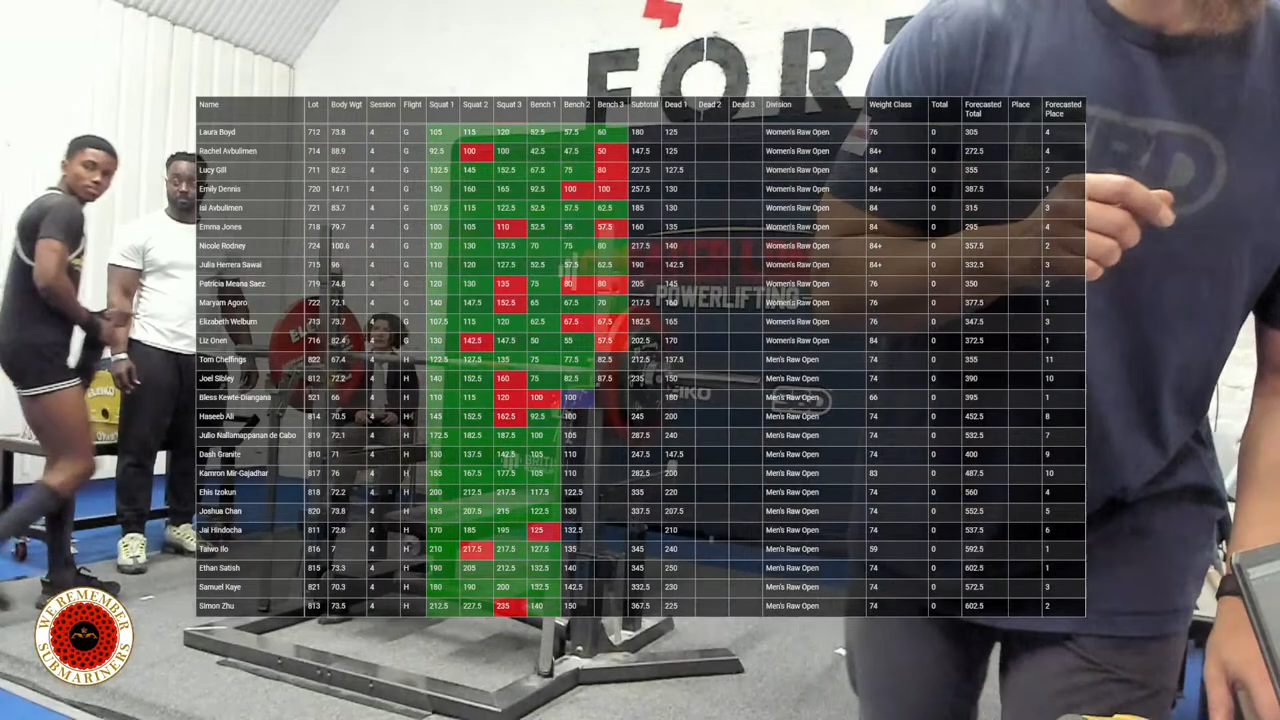 FORT
Name Lot Body Wgt Session Flight Squat 1 Squat 2 Squat 3 Bench 1 Bench 2 Bench 3 Subtotal Dead 1 Dead 2 Dead 3 Division Weight Class Total Forecasted Total Place Forecasted Place
Laura Boyd 712 73.8 4 G 105 115 120 52.5 57.5 60 180 125 Women's Raw Open 76 0 305 4
Rachel Avbulimen 714 88.9 4 G 92.5 100 100 42.5 47.5 50 147.5 125 Women's Raw Open 84+ 0 272.5 4
Lucy Gill 711 82.2 4 G 132.5 145 152.5 67.5 75 80 227.5 127.5 Women's Raw Open 84 0 355 2
Emily Dennis 720 147.1 4 G 150 160 165 92.5 100 100 257.5 130 Women's Raw Open 84+ 0 387.5 1
Isi Avbulimen 721 83.7 4 G 107.5 115 122.5 52.5 57.5 62.5 185 130 Women's Raw Open 84 0 315 3
Emma Jones 718 79.7 4 G 100 105 110 52.5 55 57.5 160 135 Women's Raw Open 84 0 295 4
Nicole Rodney 724 100.6 4 G 120 130 137.5 70 75 80 217.5 140 Women's Raw Open 84+ 0 357.5 2
Julia Herrera Sawai 715 96 4 G 110 120 127.5 52.5 57.5 62.5 190 142.5 Women's Raw Open 84+ 0 332.5 3
Patricia Meana Saez 719 74.8 4 G 120 130 135 75 80 80 205 145 Women's Raw Open 76 0 350 2
Maryam Agoro 722 72.1 4 G 140 147.5 152.5 65 67.5 70 217.5 160 Women's Raw Open 76 0 377.5 1
Elizabeth Welburn 713 73.7 4 G 107.5 115 120 62.5 67.5 67.5 182.5 165 Women's Raw Open 76 0 347.5 3
Liz Onen 716 82.4 4 G 130 142.5 147.5 50 55 57.5 202.5 170 Women's Raw Open 84 0 372.5 1
Tom Cheffings 822 67.4 4 H 122.5 127.5 135 75 77.5 82.5 212.5 137.5 Men's Raw Open 74 0 355 11
Joel Sibley 812 72.2 4 H 140 152.5 160 75 82.5 87.5 235 150 Men's Raw Open 74 0 390 10
Bless Kewte-Diangana 521 66 4 H 110 115 120 100 100 180 Men's Raw Open 66 0 395 1
Haseeb Ali 814 70.5 4 H 145 152.5 162.5 92.5 100 245 200 Men's Raw Open 74 0 452.5 8
Julio Nallamappanan de Cabo 819 72.1 4 H 172.5 182.5 187.5 100 105 287.5 240 Men's Raw Open 74 0 532.5 7
Dash Granite 810 71 4 H 130 137.5 142.5 105 110 247.5 147.5 Men's Raw Open 74 0 400 9
Kamron Mir-Gajadhar 817 76 4 H 155 167.5 177.5 105 110 282.5 200 Men's Raw Open 83 0 487.5 10
Ehis Izokun 818 72.2 4 H 200 212.5 217.5 117.5 122.5 335 220 Men's Raw Open 74 0 560 4
Joshua Chan 820 73.8 4 H 195 207.5 215 122.5 130 337.5 207.5 Men's Raw Open 74 0 552.5 5
Jai Hindocha 811 72.8 4 H 170 185 195 125 132.5 210 Men's Raw Open 74 0 537.5 6
Taiwo Ilo 816 7 4 H 210 217.5 217.5 127.5 135 345 240 Men's Raw Open 59 0 592.5 1
Ethan Satish 815 73.3 4 H 190 205 212.5 132.5 140 345 250 Men's Raw Open 74 0 602.5 1
Samuel Kaye 821 70.3 4 H 180 190 200 132.5 142.5 332.5 230 Men's Raw Open 74 0 572.5 3
Simon Zhu 813 73.5 4 H 212.5 227.5 235 140 150 367.5 225 Men's Raw Open 74 0 602.5 2
POWERLIFTING
ELEIKO
WE REMEMBER
SUBMARINERS